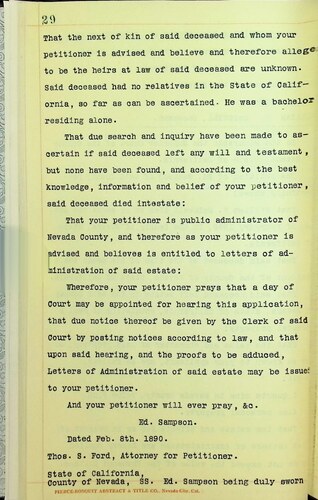 29
That the next of kin of said deceased and whom your
petitioner is advised and believe and therefore allege
to be the heirs at law of said deceased are unknown.
Said deceased had no relatives in the State of Calif-
ornia, so far as can be ascertained. He was a bachelor
residing alone.
That due search and inquiry have been made to as-
certain if said deceased left any will and testament,
but none have been found, and according to the best
knowledge, information and belief of your petitioner,
said deceased died intestate:
That your petitioner is public administrator of
Nevada County, and therefore as your petitioner is
advised and believes is entitled to letters of ad-
ministration of said estate:
Wherefore, your petitioner prays that a day of
Court may be appointed for hearing this application,
that due notice thereof be given by the Clerk of said
Court by posting notices according to law, and that
upon said hearing, and the proofs to be adduced,
Letters of Administration of said estate may be issued
to your petitioner.
And your petitioner will ever pray, &c.
Ed. Sampson.
Dated Feb. 8th. 1890.
Thos. S. Ford, Attorney for Petitioner.
State of California,
County of Nevada, SS. Ed. Sampson being duly sworn
ABSTRACT & TITLE CO., Nevada City, Cal.